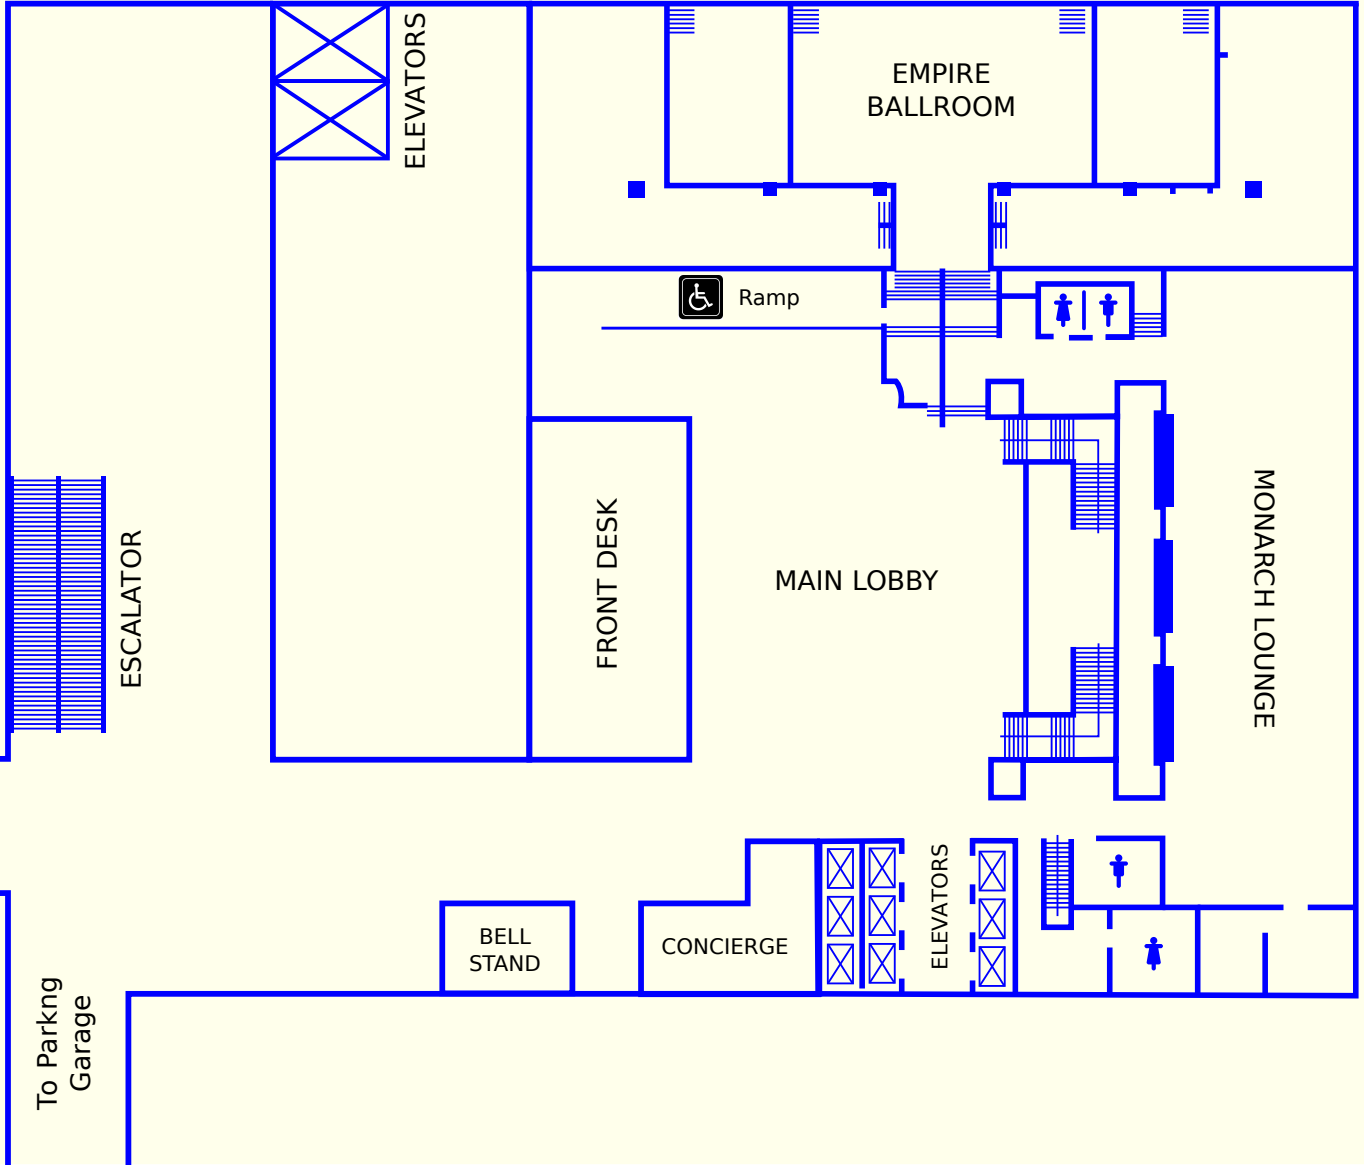 ELEVATORS
EMPIRE
BALLROOM
Ramp
ESCALATOR
FRONT DESK
MAIN LOBBY
MONARCH LOUNGE
ELEVATORS
BELL
STAND
CONCIERGE
To Parkng
Garage